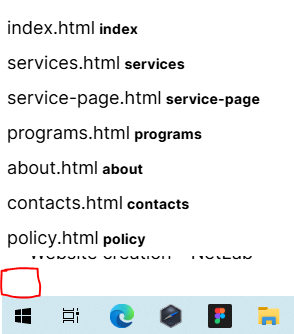 index.html index
services.html services
service-page.html service-page
programs.html programs
about.html about
contacts.html contacts
policy.html policy
Website creation - NetLab